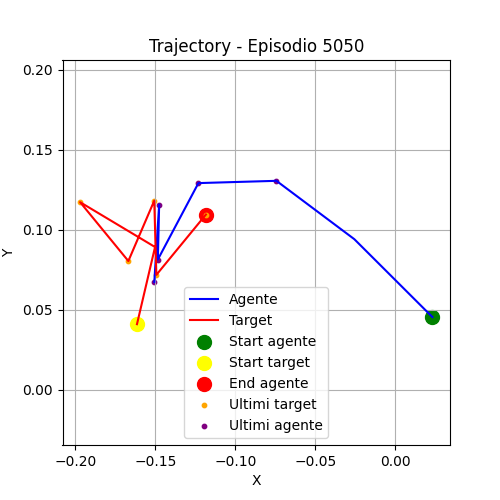 Trajectory - Episodio 5050
0.20
0.15
0.10
0.05
0.00
Y
Agente
Target
Start agente
Start target
End agente
Ultimi target
Ultimi agente
−0.20 −0.15 −0.10 −0.05 0.00
X